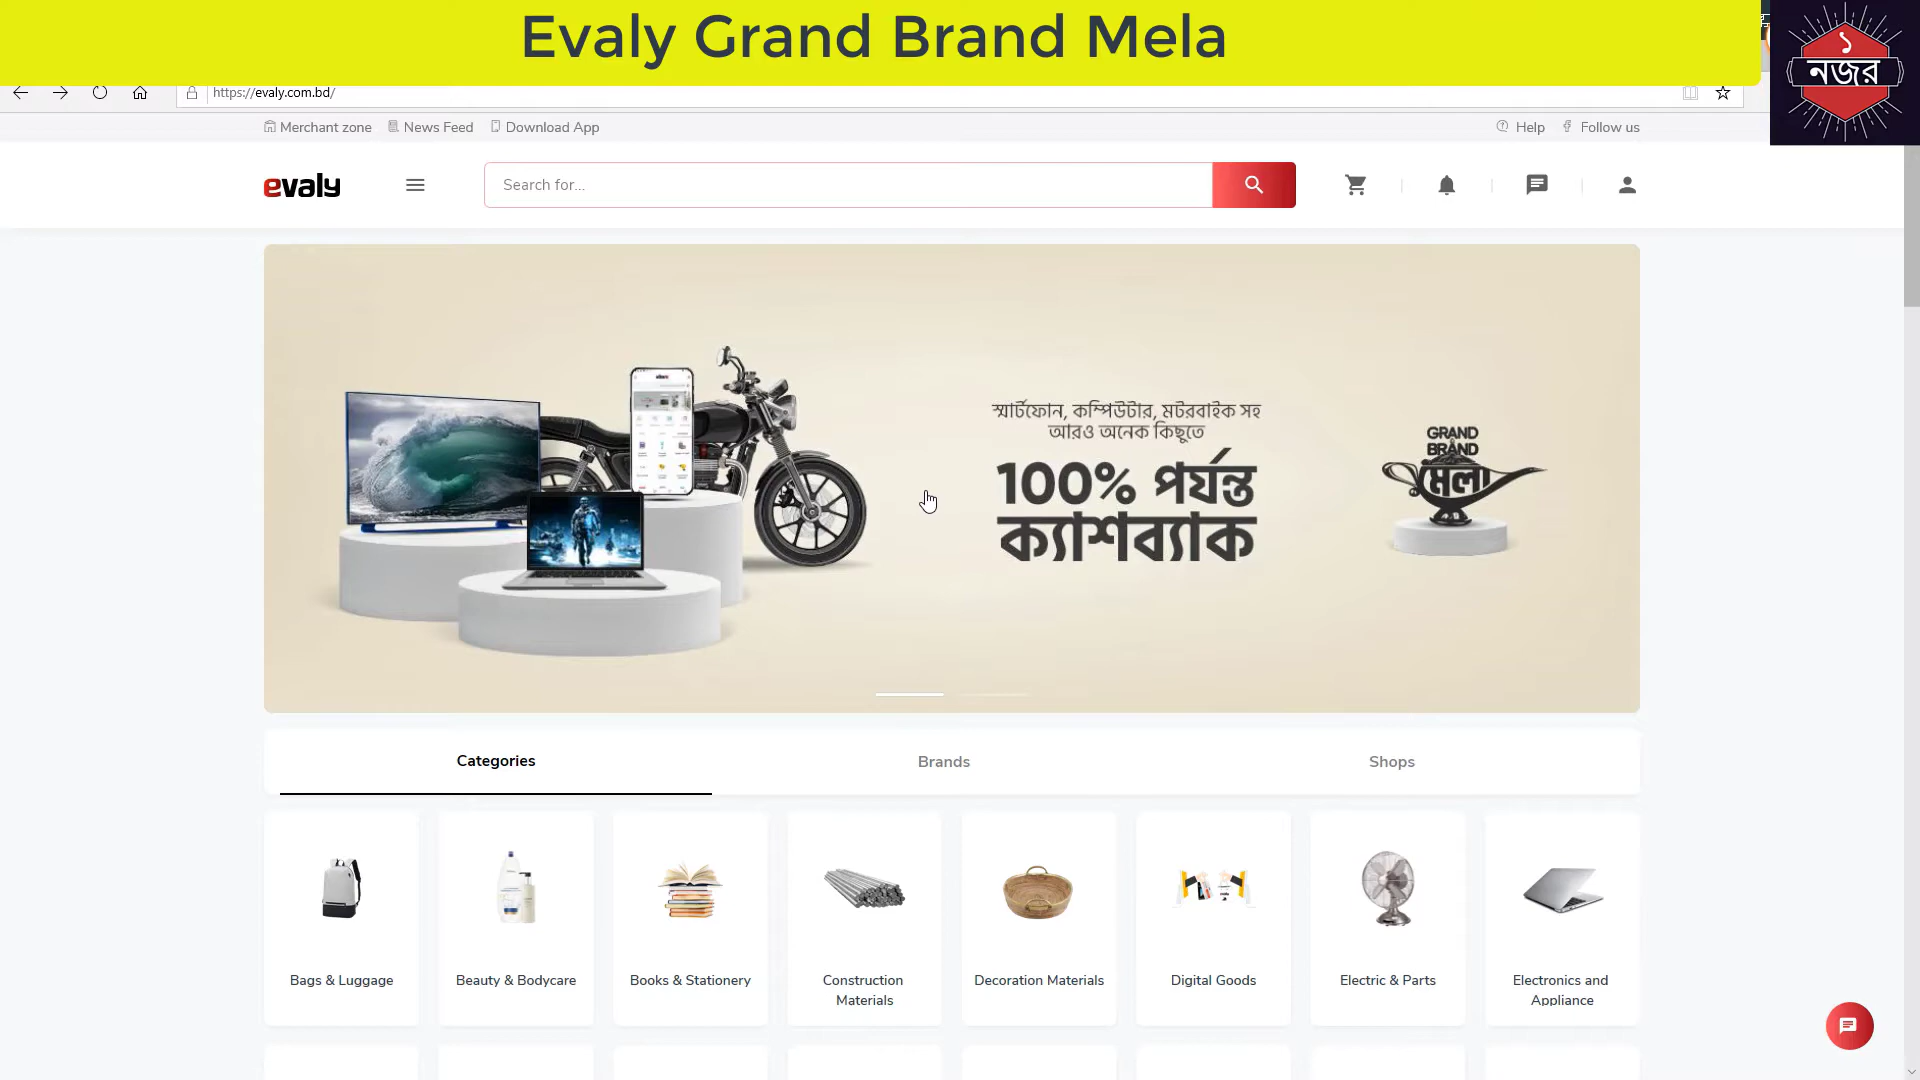 Evaly Grand Brand Mela
১
নজর
https://evaly.com.bd/
Merchant zone
News Feed
Download App
Help
Follow us
evaly
Search for...
স্মার্টফোন, কম্পিউটার, মটরবাইক সহ
আরও অনেক কিছুতে
100% পর্যন্ত
ক্যাশব্যাক
GRAND
BRAND
মেলা
Categories
Brands
Shops
Bags & Luggage
Beauty & Bodycare
Books & Stationery
Construction
Materials
Decoration Materials
Digital Goods
Electric & Parts
Electronics and
Appliance